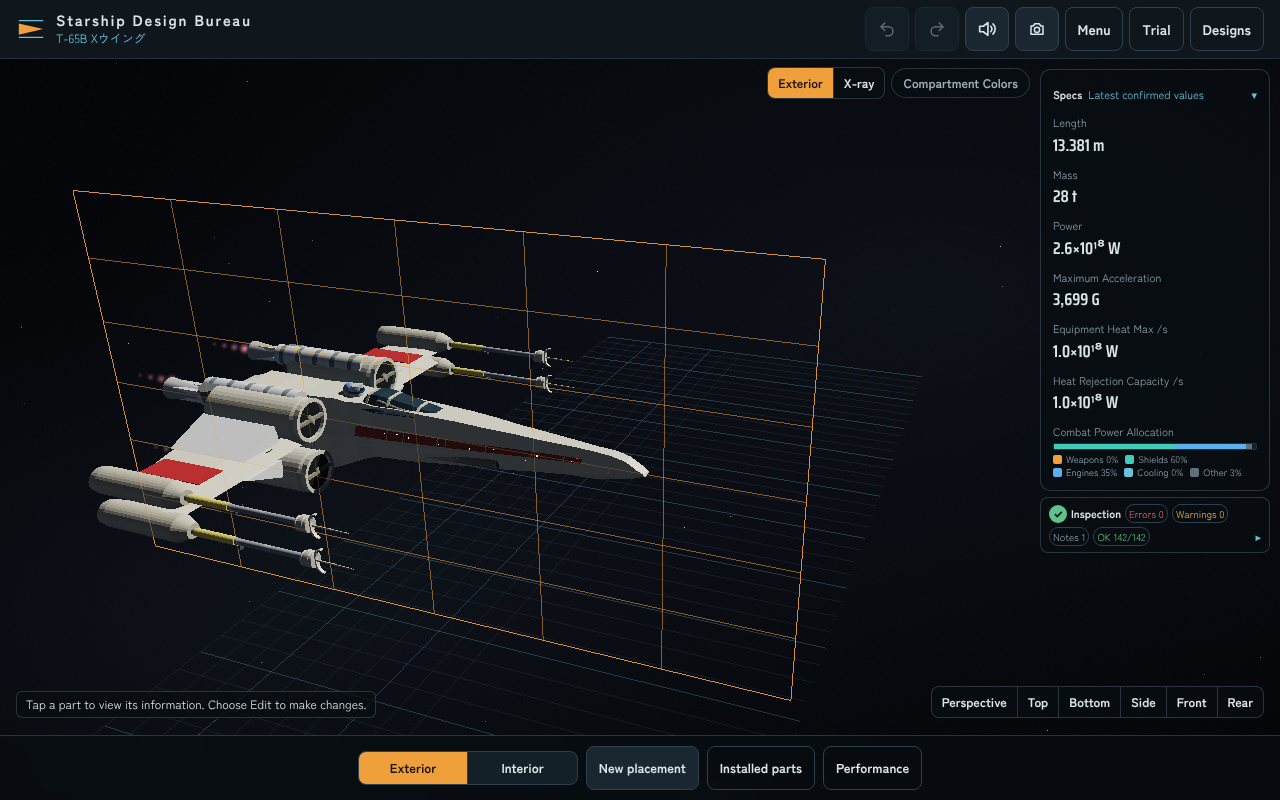 Starship Design Bureau
T-65B Xウイング
Menu
Trial
Designs
Exterior
X-ray
Compartment Colors
Specs Latest confirmed values
Length
13.381 m
Mass
28 t
Power
2.6×10¹⁸ W
Maximum Acceleration
3,699 G
Equipment Heat Max /s
1.0×10¹⁸ W
Heat Rejection Capacity /s
1.0×10¹⁸ W
Combat Power Allocation
Weapons 0% Shields 60%
Engines 35% Cooling 0% Other 3%
Inspection Errors 0 Warnings 0
Notes 1 OK 142/142
Tap a part to view its information. Choose Edit to make changes.
Perspective Top Bottom Side Front Rear
Exterior Interior New placement Installed parts Performance